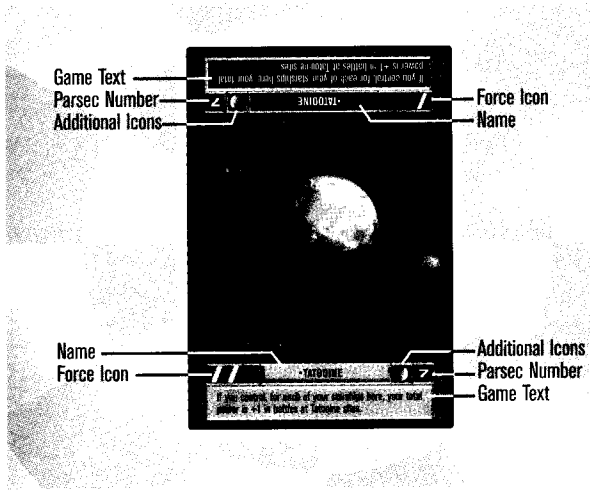 If you control, for each of your starships here, your total
power is +1 in battles at Tatooine sites
Game Text
Parsec Number
Additional Icons
7
•TATOOINE
Force Icon
Name
Name
Force Icon
•TATOOINE
7
Additional Icons
Parsec Number
Game Text
If you control, for each of your starships here, your total
power is +1 in battles at Tatooine sites.